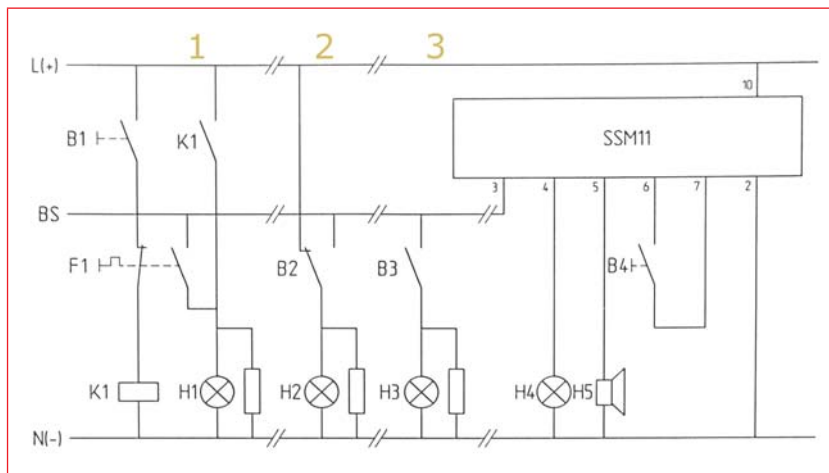 1 2 3
L(+)
10
B1 K1 SSM11
3 4 5 6 7 2
BS
F1 B2 B3 B4
K1 H1 H2 H3 H4 H5
N(-)